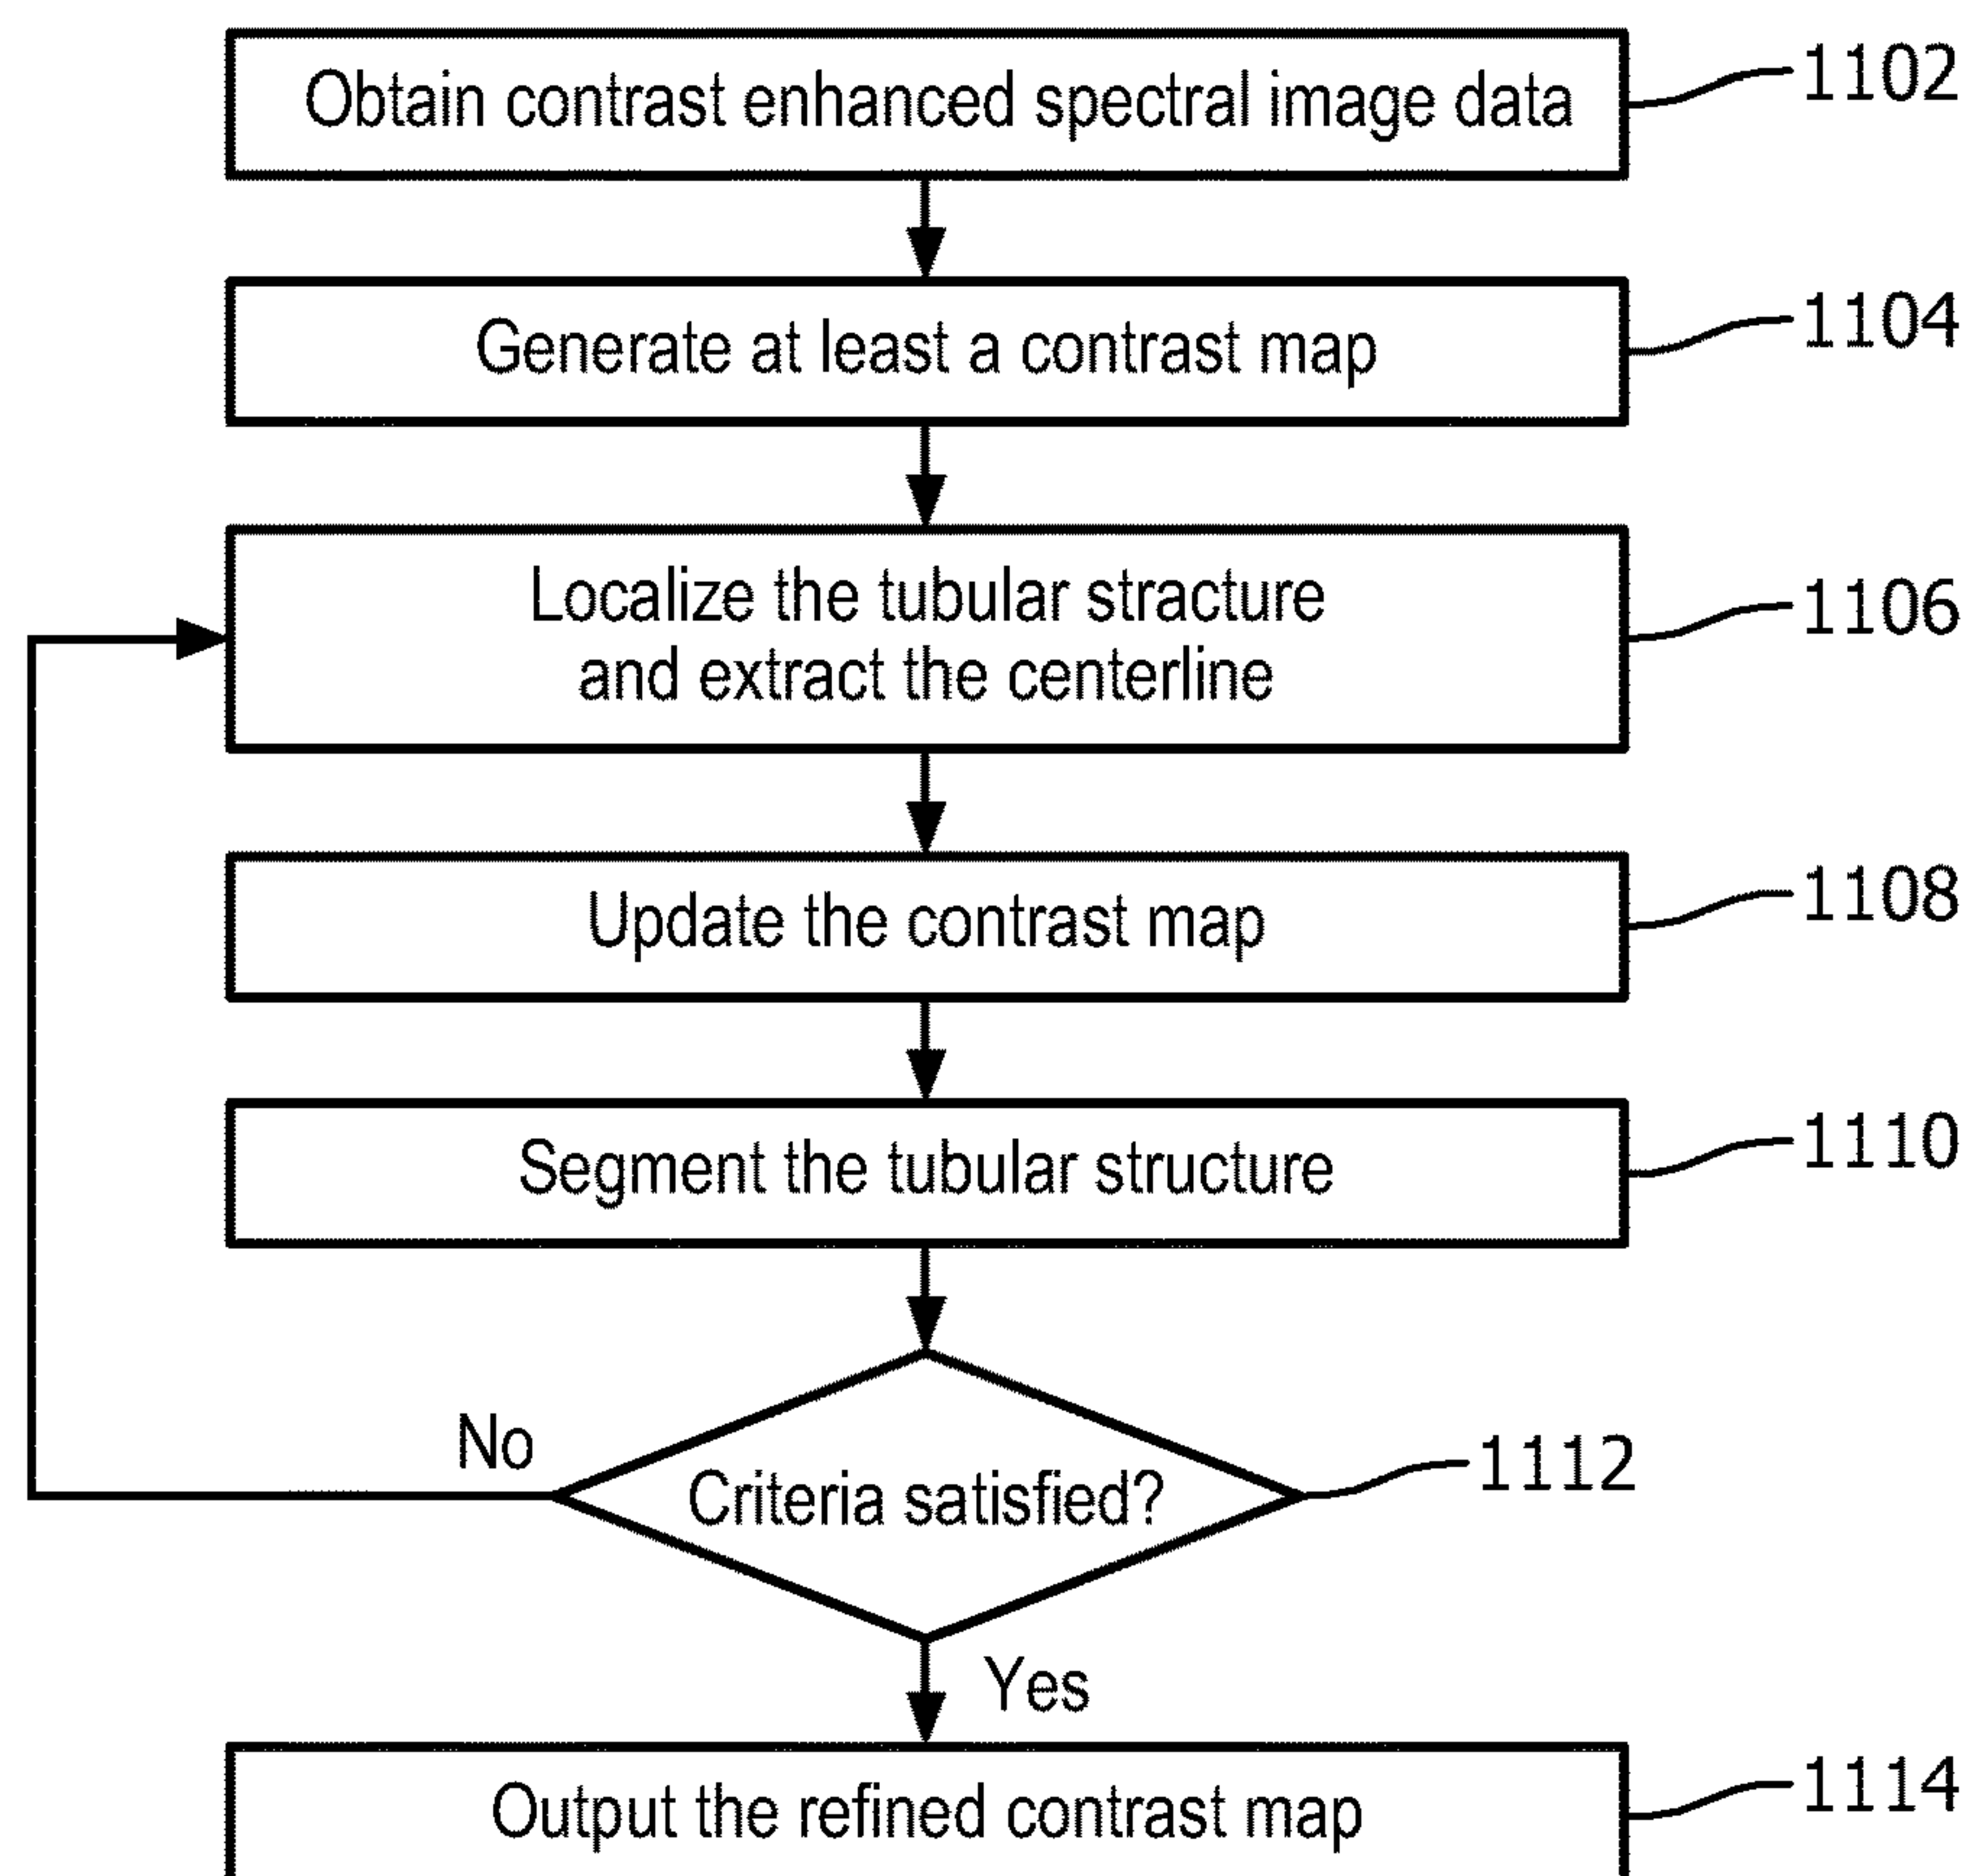 Obtain contrast enhanced spectral image data
1102
Generate at least a contrast map
1104
Localize the tubular stracture
and extract the centerline
1106
Update the contrast map
1108
Segment the tubular structure
1110
No
Criteria satisfied?
1112
Yes
Output the refined contrast map
1114